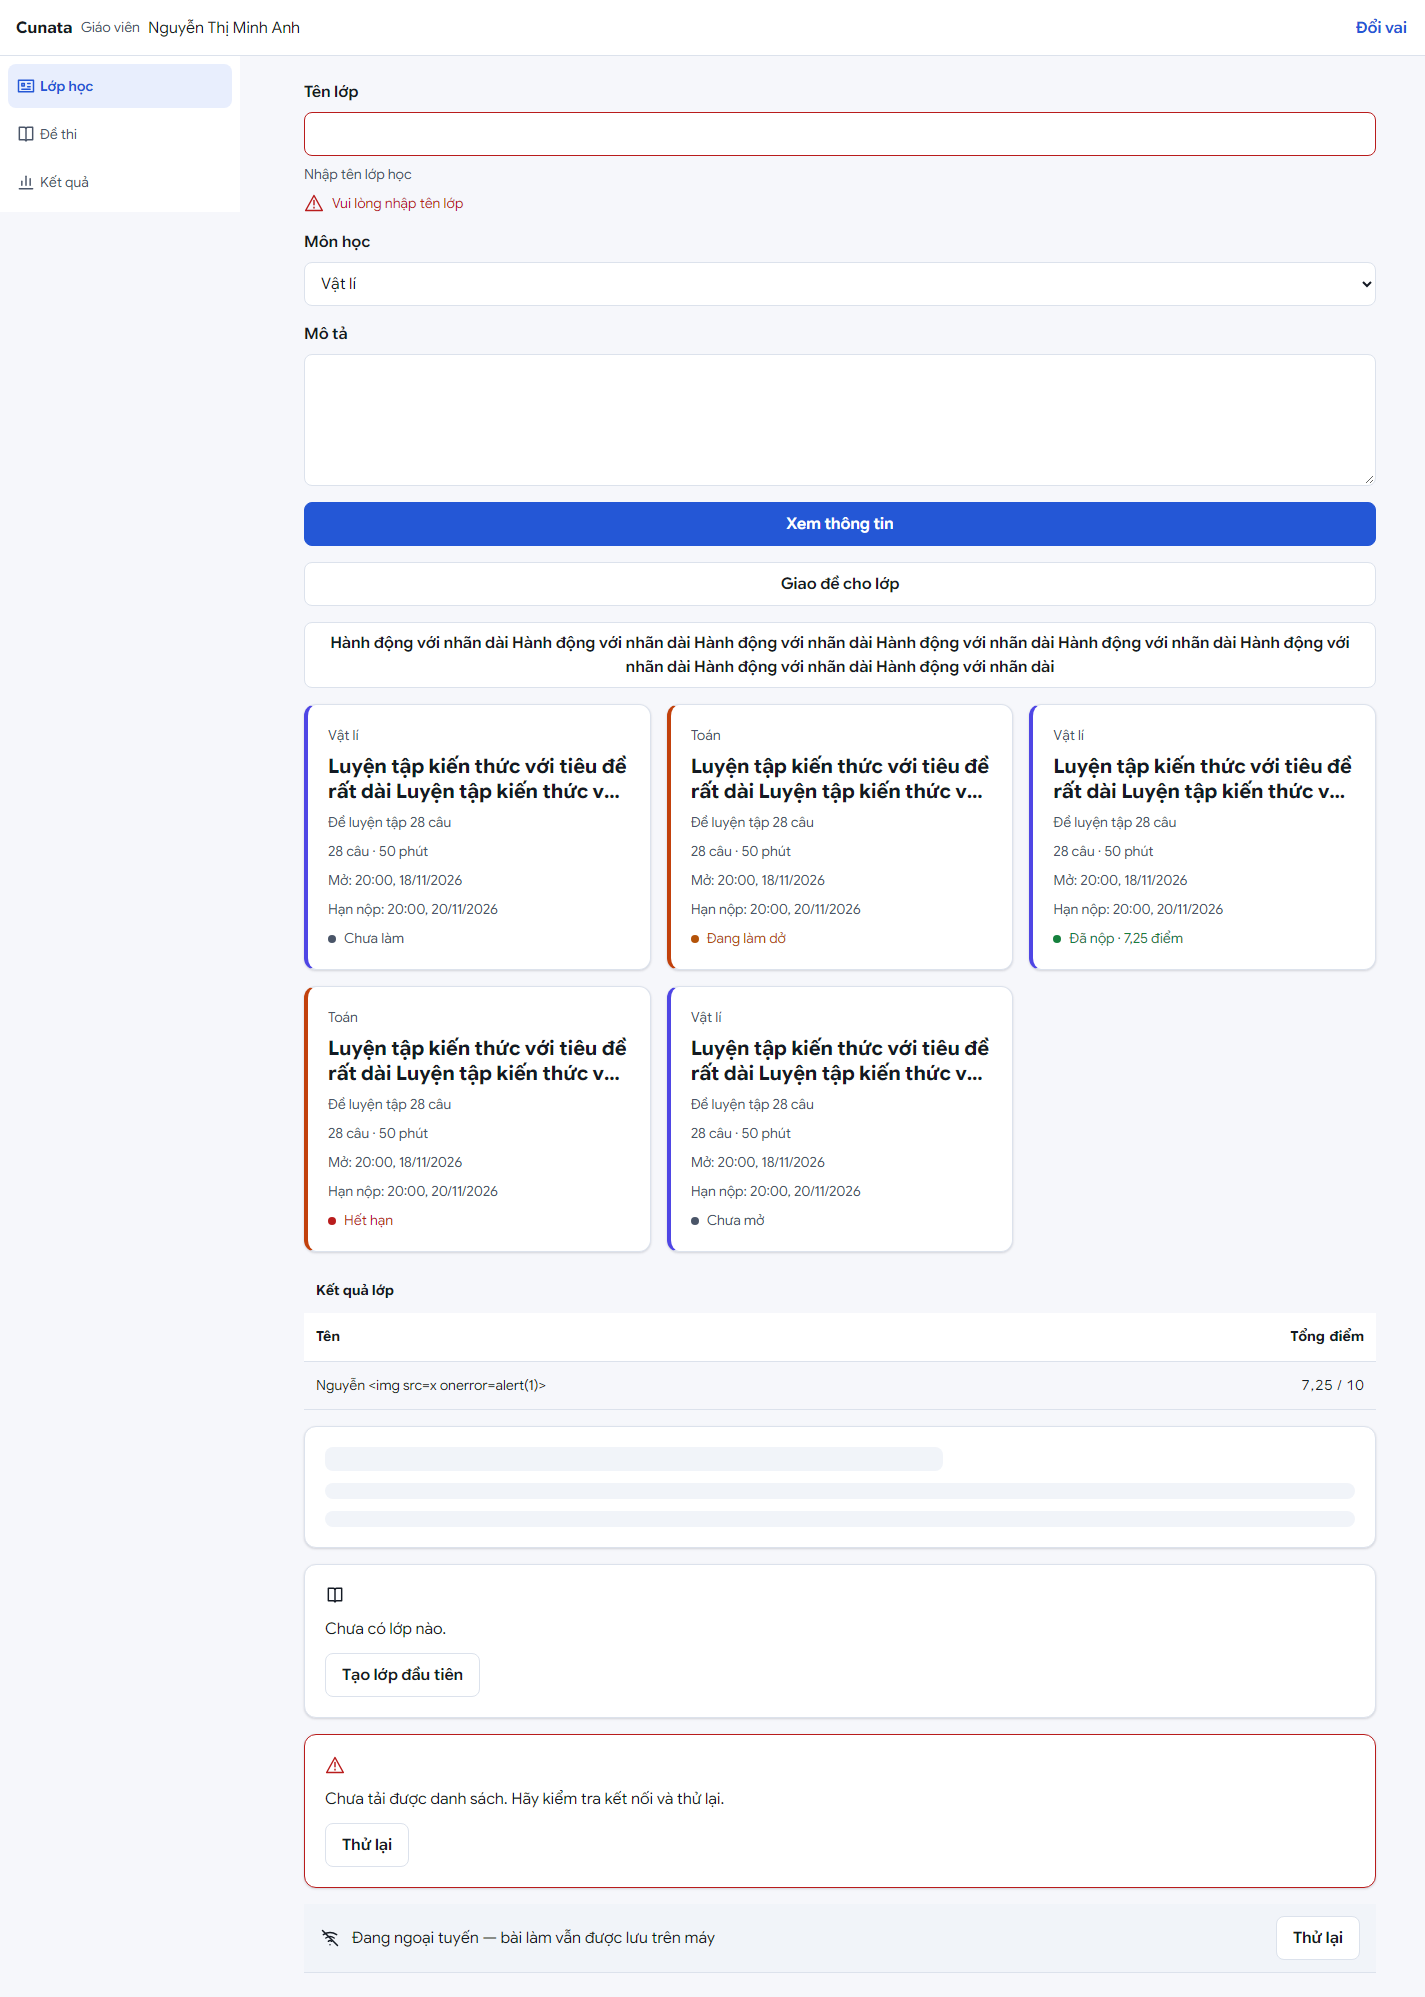 Cunata Giáo viên Nguyễn Thị Minh Anh
Đổi vai
Lớp học
Đề thi
Kết quả
Tên lớp
Nhập tên lớp học
Vui lòng nhập tên lớp
Môn học
Vật lí
Mô tả
Xem thông tin
Giao đề cho lớp
Hành động với nhãn dài Hành động với nhãn dài Hành động với nhãn dài Hành động với nhãn dài Hành động với nhãn dài Hành động với
nhãn dài Hành động với nhãn dài Hành động với nhãn dài
Vật lí
Luyện tập kiến thức với tiêu đề
rất dài Luyện tập kiến thức v...
Đề luyện tập 28 câu
28 câu · 50 phút
Mở: 20:00, 18/11/2026
Hạn nộp: 20:00, 20/11/2026
Chưa làm
Toán
Luyện tập kiến thức với tiêu đề
rất dài Luyện tập kiến thức v...
Đề luyện tập 28 câu
28 câu · 50 phút
Mở: 20:00, 18/11/2026
Hạn nộp: 20:00, 20/11/2026
Đang làm dở
Vật lí
Luyện tập kiến thức với tiêu đề
rất dài Luyện tập kiến thức v...
Đề luyện tập 28 câu
28 câu · 50 phút
Mở: 20:00, 18/11/2026
Hạn nộp: 20:00, 20/11/2026
Đã nộp · 7,25 điểm
Toán
Luyện tập kiến thức với tiêu đề
rất dài Luyện tập kiến thức v...
Đề luyện tập 28 câu
28 câu · 50 phút
Mở: 20:00, 18/11/2026
Hạn nộp: 20:00, 20/11/2026
Hết hạn
Vật lí
Luyện tập kiến thức với tiêu đề
rất dài Luyện tập kiến thức v...
Đề luyện tập 28 câu
28 câu · 50 phút
Mở: 20:00, 18/11/2026
Hạn nộp: 20:00, 20/11/2026
Chưa mở
Kết quả lớp
Tên Tổng điểm
Nguyễn <img src=x onerror=alert(1)> 7,25 / 10
Chưa có lớp nào.
Tạo lớp đầu tiên
Chưa tải được danh sách. Hãy kiểm tra kết nối và thử lại.
Thử lại
Đang ngoại tuyến — bài làm vẫn được lưu trên máy
Thử lại